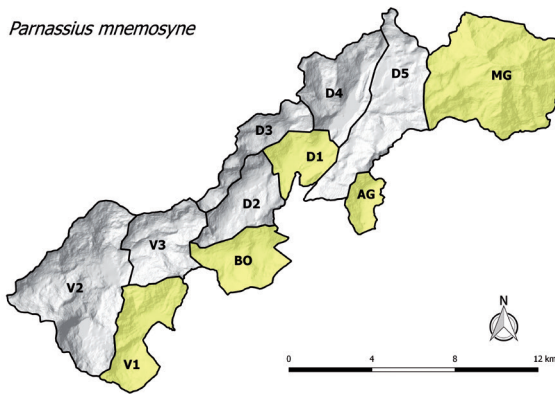 Parnassius mnemosyne
MG
D5
D4
D3
D1
AG
D2
V3
BO
V2
V1
N
0 4 8 12 km